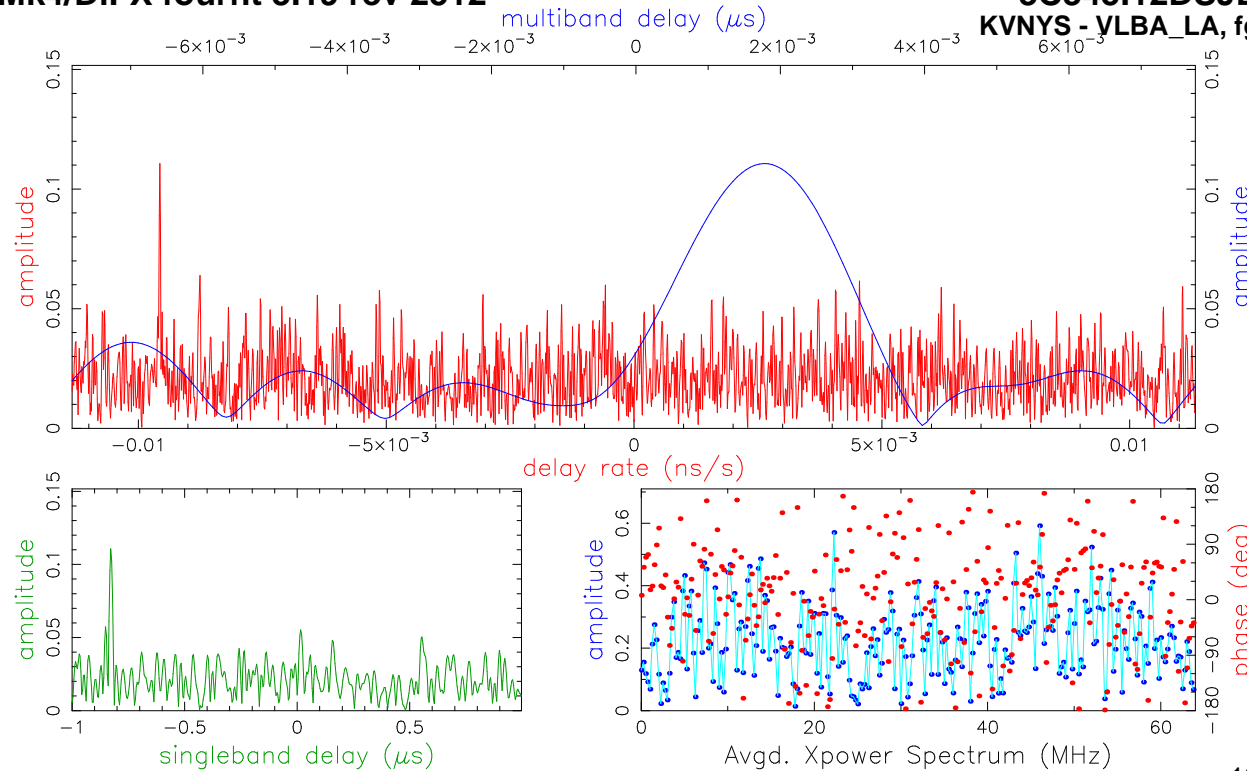 multiband delay (μs)
KVNYS - VLBA_LA,
−6×10⁻³ −4×10⁻³ −2×10⁻³ 0 2×10⁻³ 4×10⁻³ 6×10⁻³
amplitude
0 0.05 0.1 0.15
amplitude
0 0.05 0.1 0.15
−0.01 −5×10⁻³ 0 5×10⁻³ 0.01
delay rate (ns/s)
amplitude
0 0.05 0.1 0.15
−1 −0.5 0 0.5
singleband delay (μs)
amplitude
0 0.2 0.4 0.6
phase (deg)
−180 −90 0 90 180
0 20 40 60
Avgd. Xpower Spectrum (MHz)